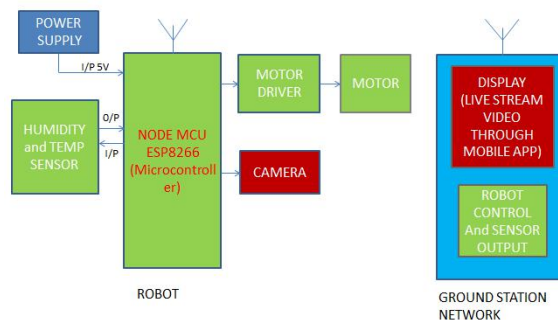 POWER
SUPPLY
I/P 5V
HUMIDITY
and TEMP
SENSOR
O/P
I/P
NODE MCU
ESP8266
(Microcontroll
er)
MOTOR
DRIVER
MOTOR
CAMERA
ROBOT
DISPLAY
(LIVE STREAM
VIDEO
THROUGH
MOBILE APP)
ROBOT
CONTROL
And SENSOR
OUTPUT
GROUND STATION
NETWORK